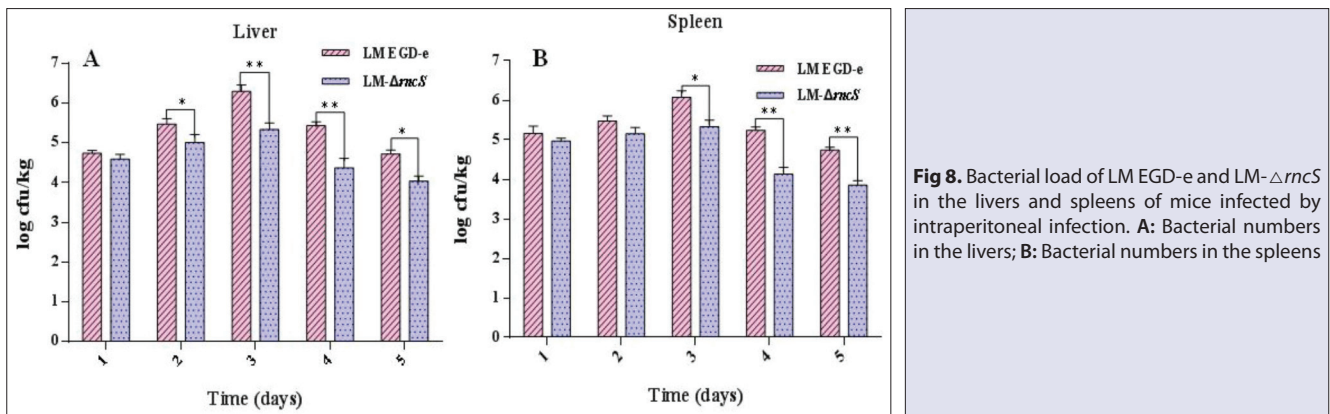 Liver
A
LM EGD-e
LM-ΔrncS
7
6
5
4
3
2
1
0
log cfu/kg
*
**
**
*
1
2
3
4
5
Time (days)
Spleen
B
LM EGD-e
LM-ΔrncS
7
6
5
4
3
2
1
0
log cfu/kg
*
**
**
1
2
3
4
5
Time (days)
Fig 8. Bacterial load of LM EGD-e and LM-△rncS
in the livers and spleens of mice infected by
intraperitoneal infection. A: Bacterial numbers
in the livers; B: Bacterial numbers in the spleens